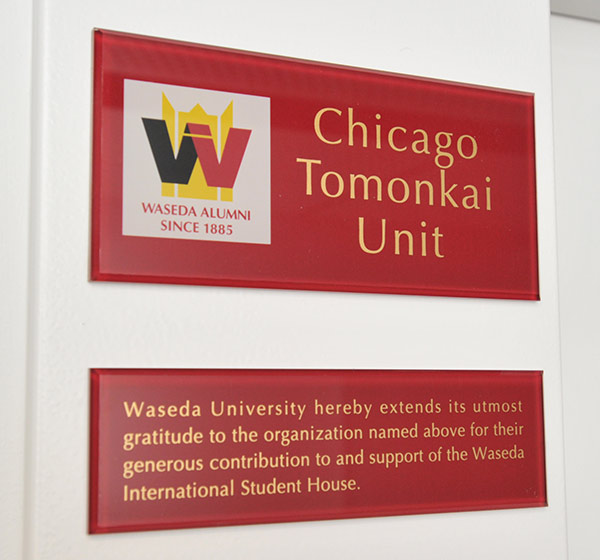 WASEDA ALUMNI
SINCE 1885
Chicago
Tomonkai
Unit
Waseda University hereby extends its utmost
gratitude to the organization named above for their
generous contribution to and support of the Waseda
International Student House.